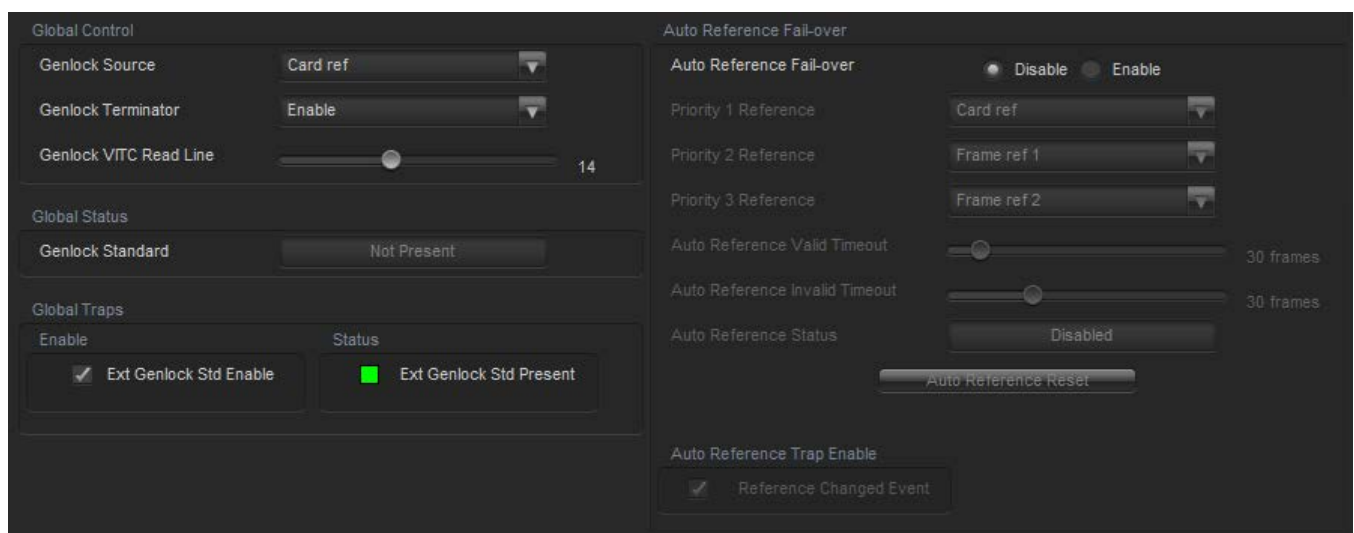 Global Control
Genlock Source
Card ref
Genlock Terminator
Enable
Genlock VITC Read Line
14
Global Status
Genlock Standard
Not Present
Global Traps
Enable
Status
Ext Genlock Std Enable
Ext Genlock Std Present
Auto Reference Fail-over
Auto Reference Fail-over
Disable
Enable
Priority 1 Reference
Card ref
Priority 2 Reference
Frame ref 1
Priority 3 Reference
Frame ref 2
Auto Reference Valid Timeout
30 frames
Auto Reference Invalid Timeout
30 frames
Auto Reference Status
Disabled
Auto Reference Reset
Auto Reference Trap Enable
Reference Changed Event